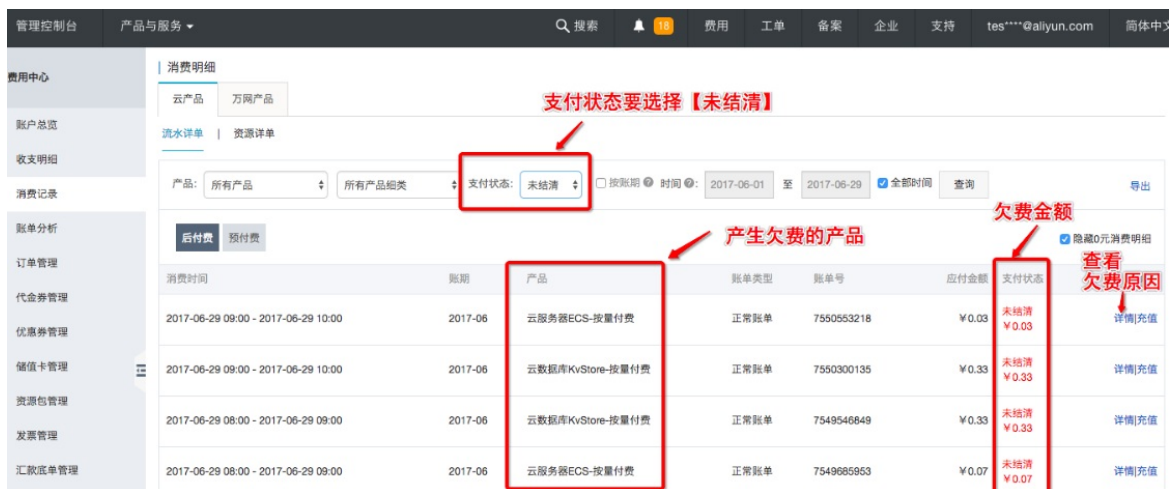 管理控制台 产品与服务 搜索 18 费用 工单 备案 企业 支持 tes****@aliyun.com 简体中文
费用中心
账户总览
收支明细
消费记录
账单分析
订单管理
代金券管理
优惠券管理
储值卡管理
资源包管理
发票管理
汇款底单管理
消费明细
云产品 万网产品
支付状态要选择【未结清】
流水详单 | 资源详单
产品: 所有产品 所有产品细类 支付状态: 未结清 按账期 时间 : 2017-06-01 至 2017-06-29 全部时间 查询 导出
欠费金额
后付费 预付费 产生欠费的产品 隐藏0元消费明细
查看
欠费原因
消费时间 账期 产品 账单类型 账单号 应付金额 支付状态
2017-06-29 09:00 - 2017-06-29 10:00 2017-06 云服务器ECS-按量付费 正常账单 7550553218 ¥0.03 未结清 ¥0.03 详情|充值
2017-06-29 09:00 - 2017-06-29 10:00 2017-06 云数据库KvStore-按量付费 正常账单 7550300135 ¥0.33 未结清 ¥0.33 详情|充值
2017-06-29 08:00 - 2017-06-29 09:00 2017-06 云数据库KvStore-按量付费 正常账单 7549546849 ¥0.33 未结清 ¥0.33 详情|充值
2017-06-29 08:00 - 2017-06-29 09:00 2017-06 云服务器ECS-按量付费 正常账单 7549685953 ¥0.07 未结清 ¥0.07 详情|充值